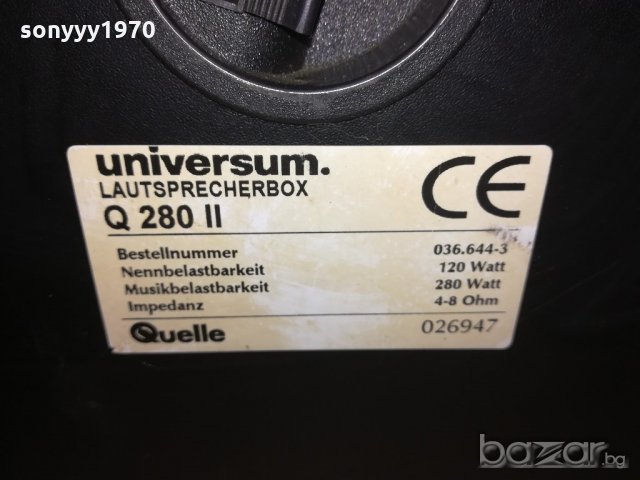 sonyyy1970
universum.
LAUTSPRECHERBOX
Q 280 II
CE
Bestellnummer 036.644-3
Nennbelastbarkeit 120 Watt
Musikbelastbarkeit 280 Watt
Impedanz 4-8 Ohm
Quelle 026947
bazar.bg